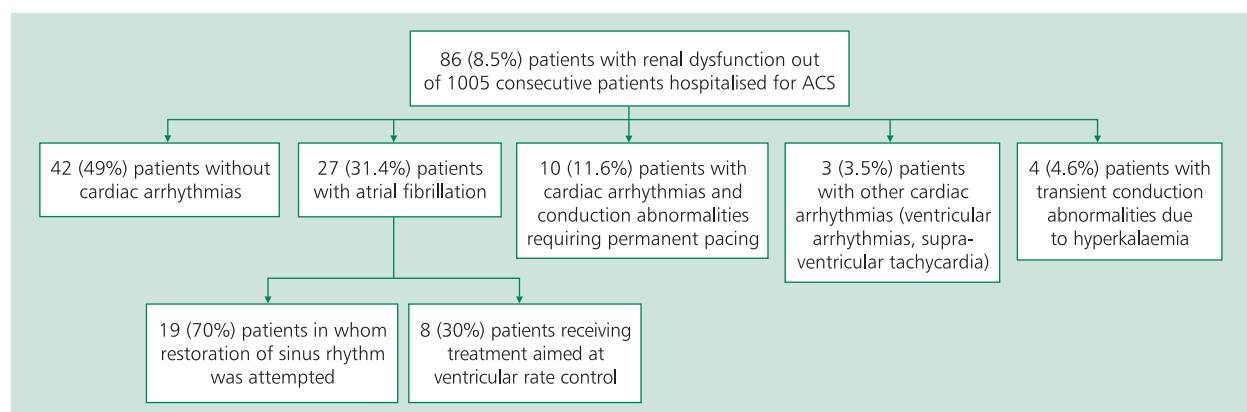 86 (8.5%) patients with renal dysfunction out
of 1005 consecutive patients hospitalised for ACS
42 (49%) patients without
cardiac arrhythmias
27 (31.4%) patients
with atrial fibrillation
10 (11.6%) patients with
cardiac arrhythmias and
conduction abnormalities
requiring permanent pacing
3 (3.5%) patients
with other cardiac
arrhythmias (ventricular
arrhythmias, supra-
ventricular tachycardia)
4 (4.6%) patients with
transient conduction
abnormalities due
to hyperkalaemia
19 (70%) patients in whom
restoration of sinus rhythm
was attempted
8 (30%) patients receiving
treatment aimed at
ventricular rate control